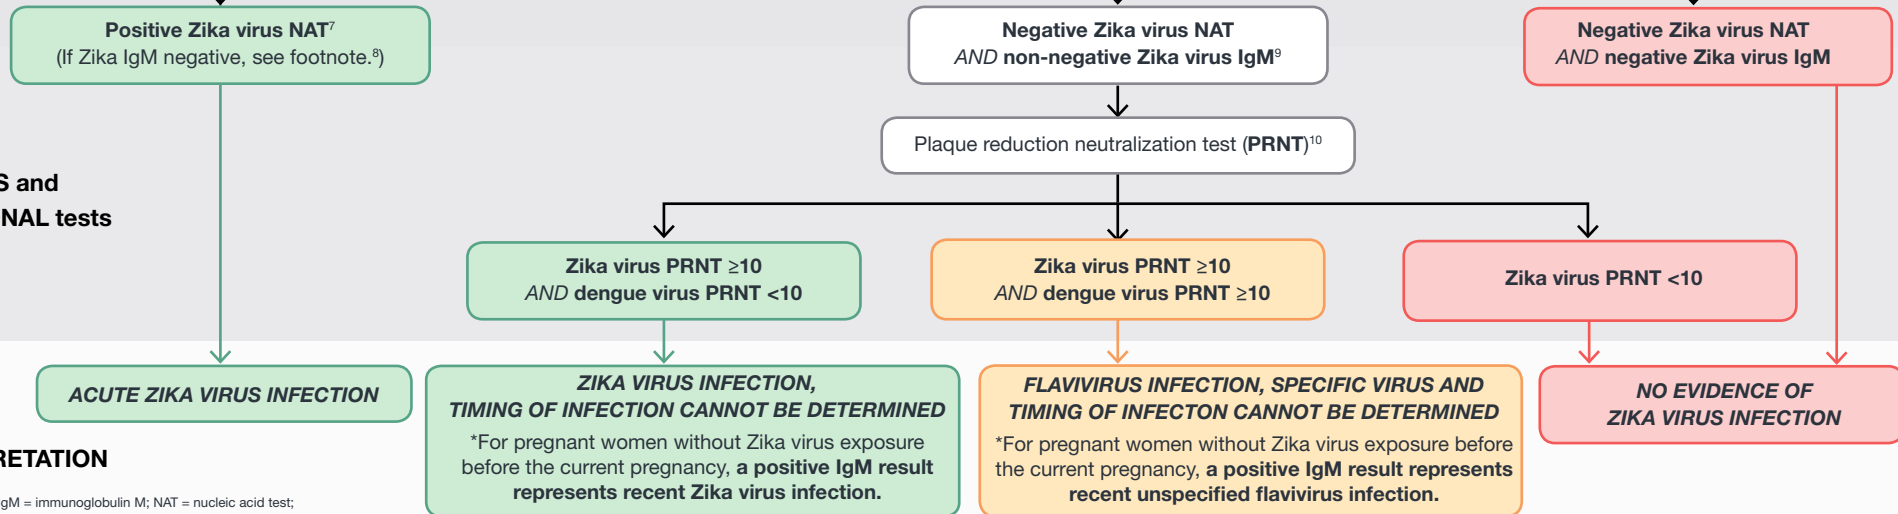 Positive Zika virus NAT⁷
(If Zika IgM negative, see footnote.⁸)
Negative Zika virus NAT
AND non-negative Zika virus IgM⁹
Negative Zika virus NAT
AND negative Zika virus IgM
Plaque reduction neutralization test (PRNT)¹⁰
S and
NAL tests
Zika virus PRNT ≥10
AND dengue virus PRNT <10
Zika virus PRNT ≥10
AND dengue virus PRNT ≥10
Zika virus PRNT <10
ACUTE ZIKA VIRUS INFECTION
ZIKA VIRUS INFECTION,
TIMING OF INFECTION CANNOT BE DETERMINED
*For pregnant women without Zika virus exposure
before the current pregnancy, a positive IgM result
represents recent Zika virus infection.
FLAVIVIRUS INFECTION, SPECIFIC VIRUS AND
TIMING OF INFECTON CANNOT BE DETERMINED
*For pregnant women without Zika virus exposure before
the current pregnancy, a positive IgM result represents
recent unspecified flavivirus infection.
NO EVIDENCE OF
ZIKA VIRUS INFECTION
RETATION
IgM = immunoglobulin M; NAT = nucleic acid test;